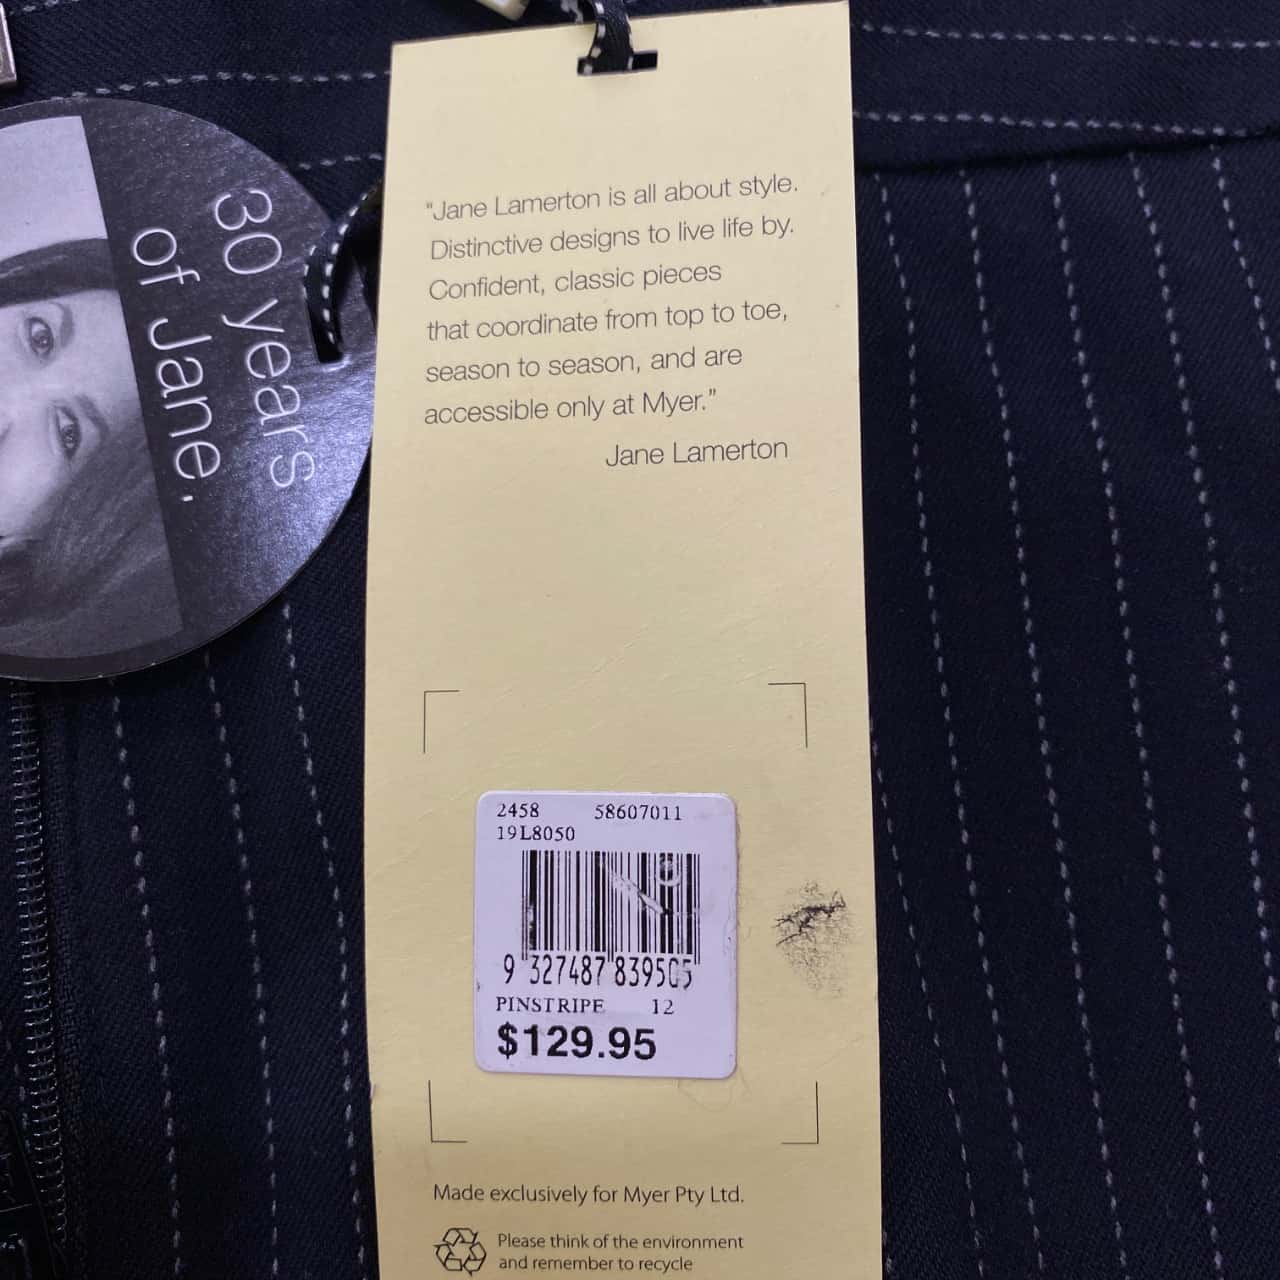 30 years
of Jane.
"Jane Lamerton is all about style.
Distinctive designs to live life by.
Confident, classic pieces
that coordinate from top to toe,
season to season, and are
accessible only at Myer."
Jane Lamerton
2458 58607011
19L8050
9 327487 839505
PINSTRIPE 12
$129.95
Made exclusively for Myer Pty Ltd.
Please think of the environment
and remember to recycle